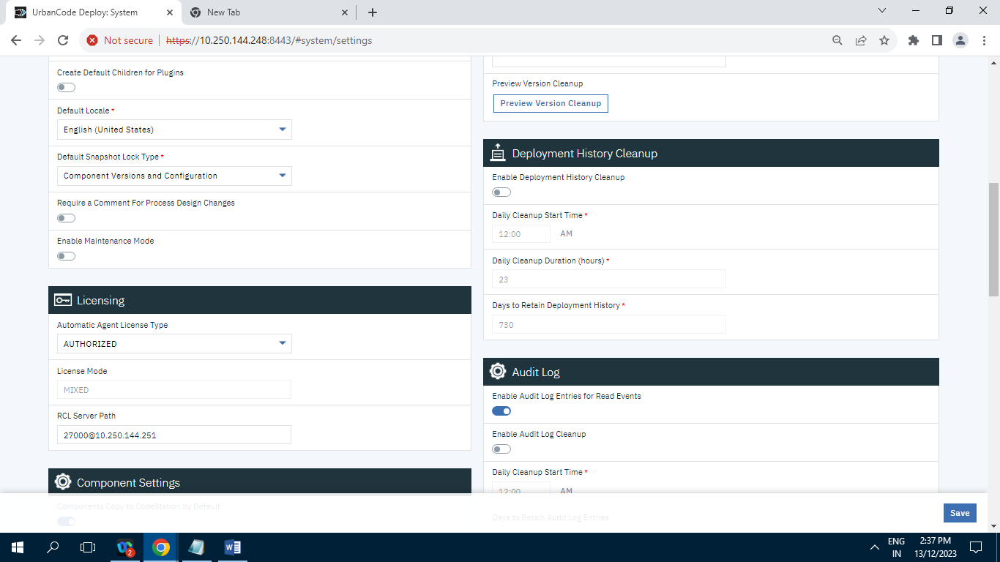 UrbanCode Deploy: System
New Tab
Not secure
https://10.250.144.248:8443/#system/settings
Create Default Children for Plugins
Default Locale *
English (United States)
Default Snapshot Lock Type *
Component Versions and Configuration
Require a Comment For Process Design Changes
Enable Maintenance Mode
Licensing
Automatic Agent License Type
AUTHORIZED
License Mode
MIXED
RCL Server Path
27000@10.250.144.251
Component Settings
Components Copy to CodeStation by Default
Preview Version Cleanup
Preview Version Cleanup
Deployment History Cleanup
Enable Deployment History Cleanup
Daily Cleanup Start Time *
12:00 AM
Daily Cleanup Duration (hours) *
23
Days to Retain Deployment History *
730
Audit Log
Enable Audit Log Entries for Read Events
Enable Audit Log Cleanup
Daily Cleanup Start Time *
12:00 AM
Days to Retain Audit Log Entries
Save
2
ENG
IN
2:37 PM
13/12/2023